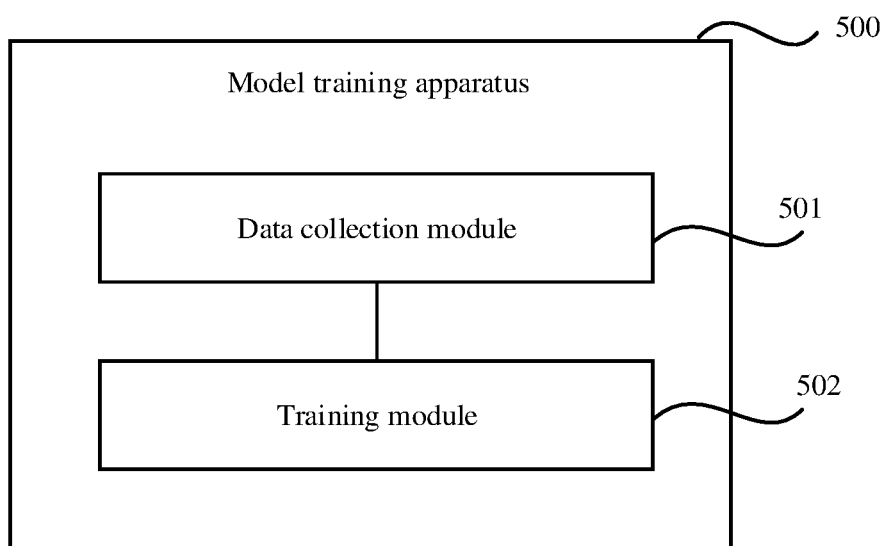 500
Model training apparatus
501
Data collection module
502
Training module